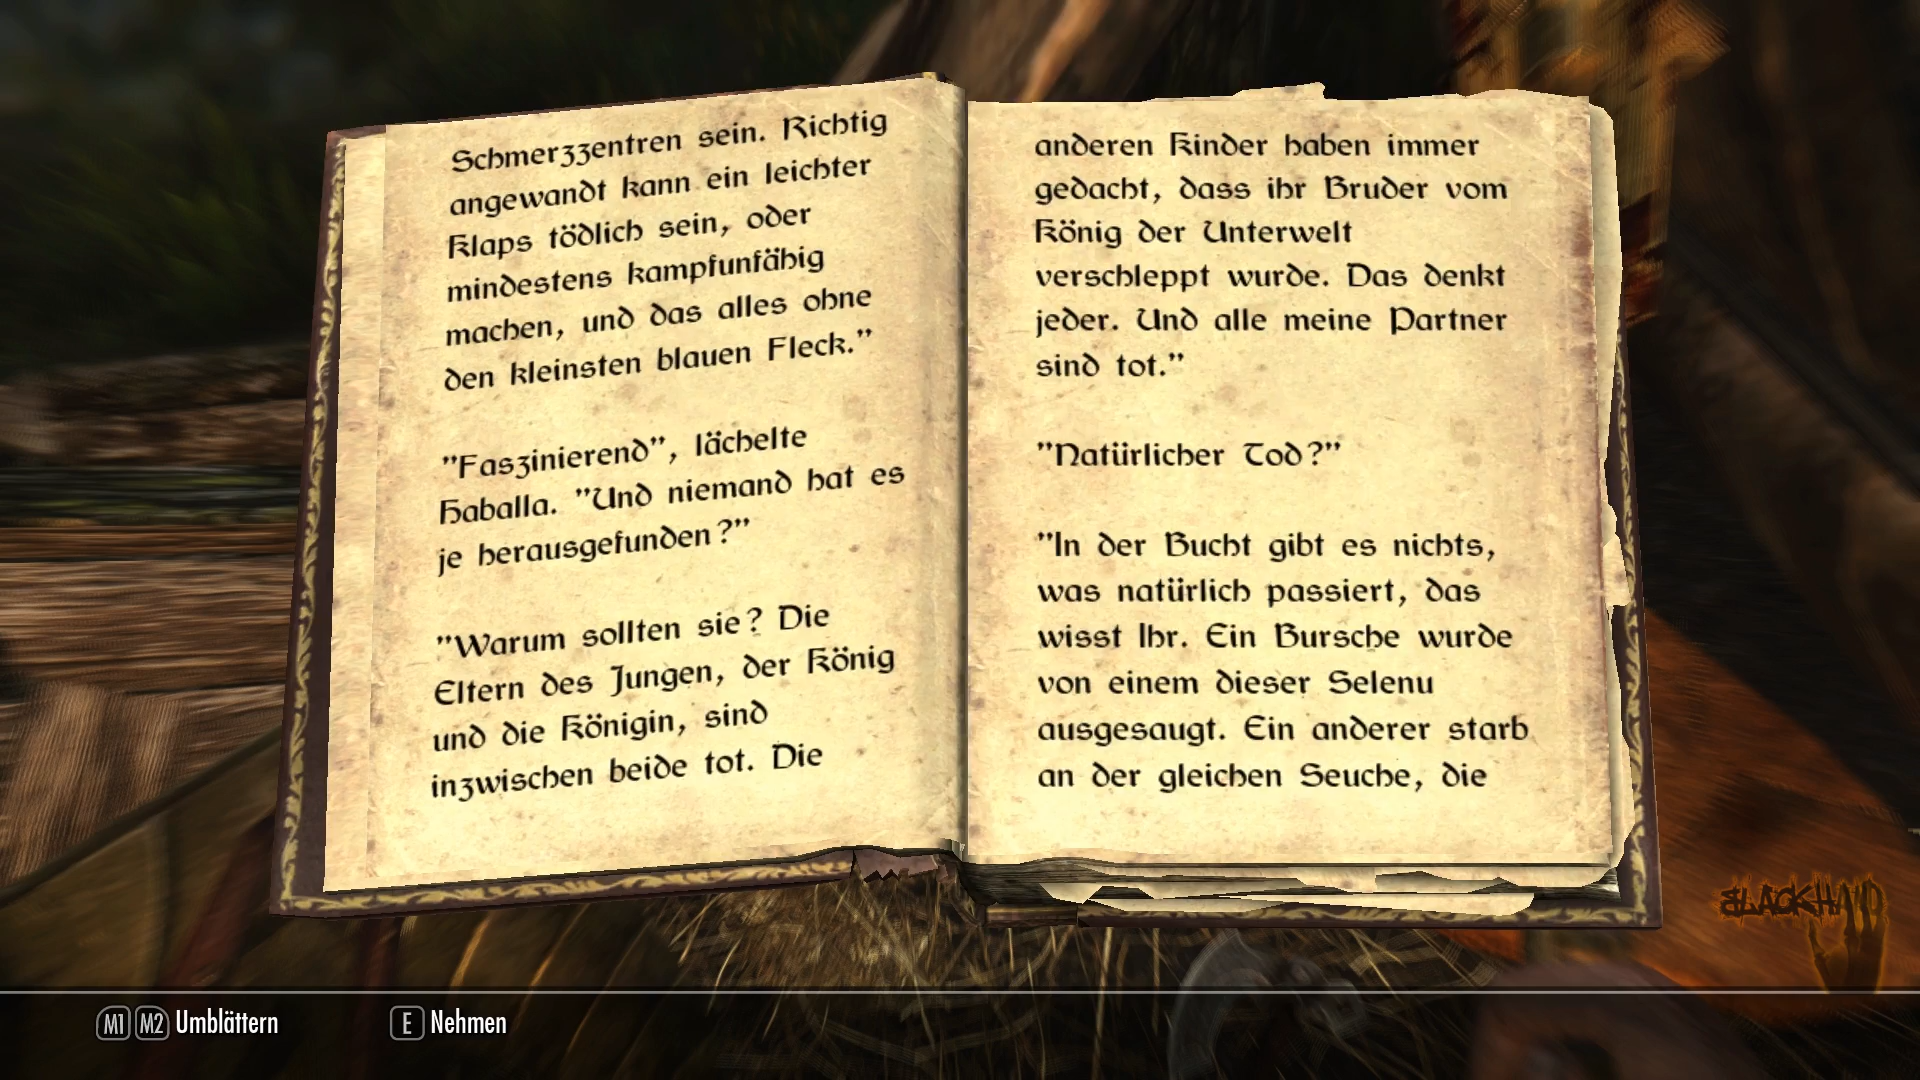 Schmerzzentren sein. Richtig
angewandt kann ein leichter
Klaps tödlich sein, oder
mindestens kampfunfähig
machen, und das alles ohne
den kleinsten blauen Fleck."
"Faszinierend", lächelte
Haballa. "Und niemand hat es
je herausgefunden?"
"Warum sollten sie? Die
Eltern des Jungen, der König
und die Königin, sind
inzwischen beide tot. Die
anderen Kinder haben immer
gedacht, dass ihr Bruder vom
König der Unterwelt
verschleppt wurde. Das denkt
jeder. Und alle meine Partner
sind tot."
"Natürlicher Tod?"
"In der Bucht gibt es nichts,
was natürlich passiert, das
wisst Ihr. Ein Bursche wurde
von einem dieser Selenu
ausgesaugt. Ein anderer starb
an der gleichen Seuche, die
BLACKHAND
M1 M2 Umblättern
E Nehmen